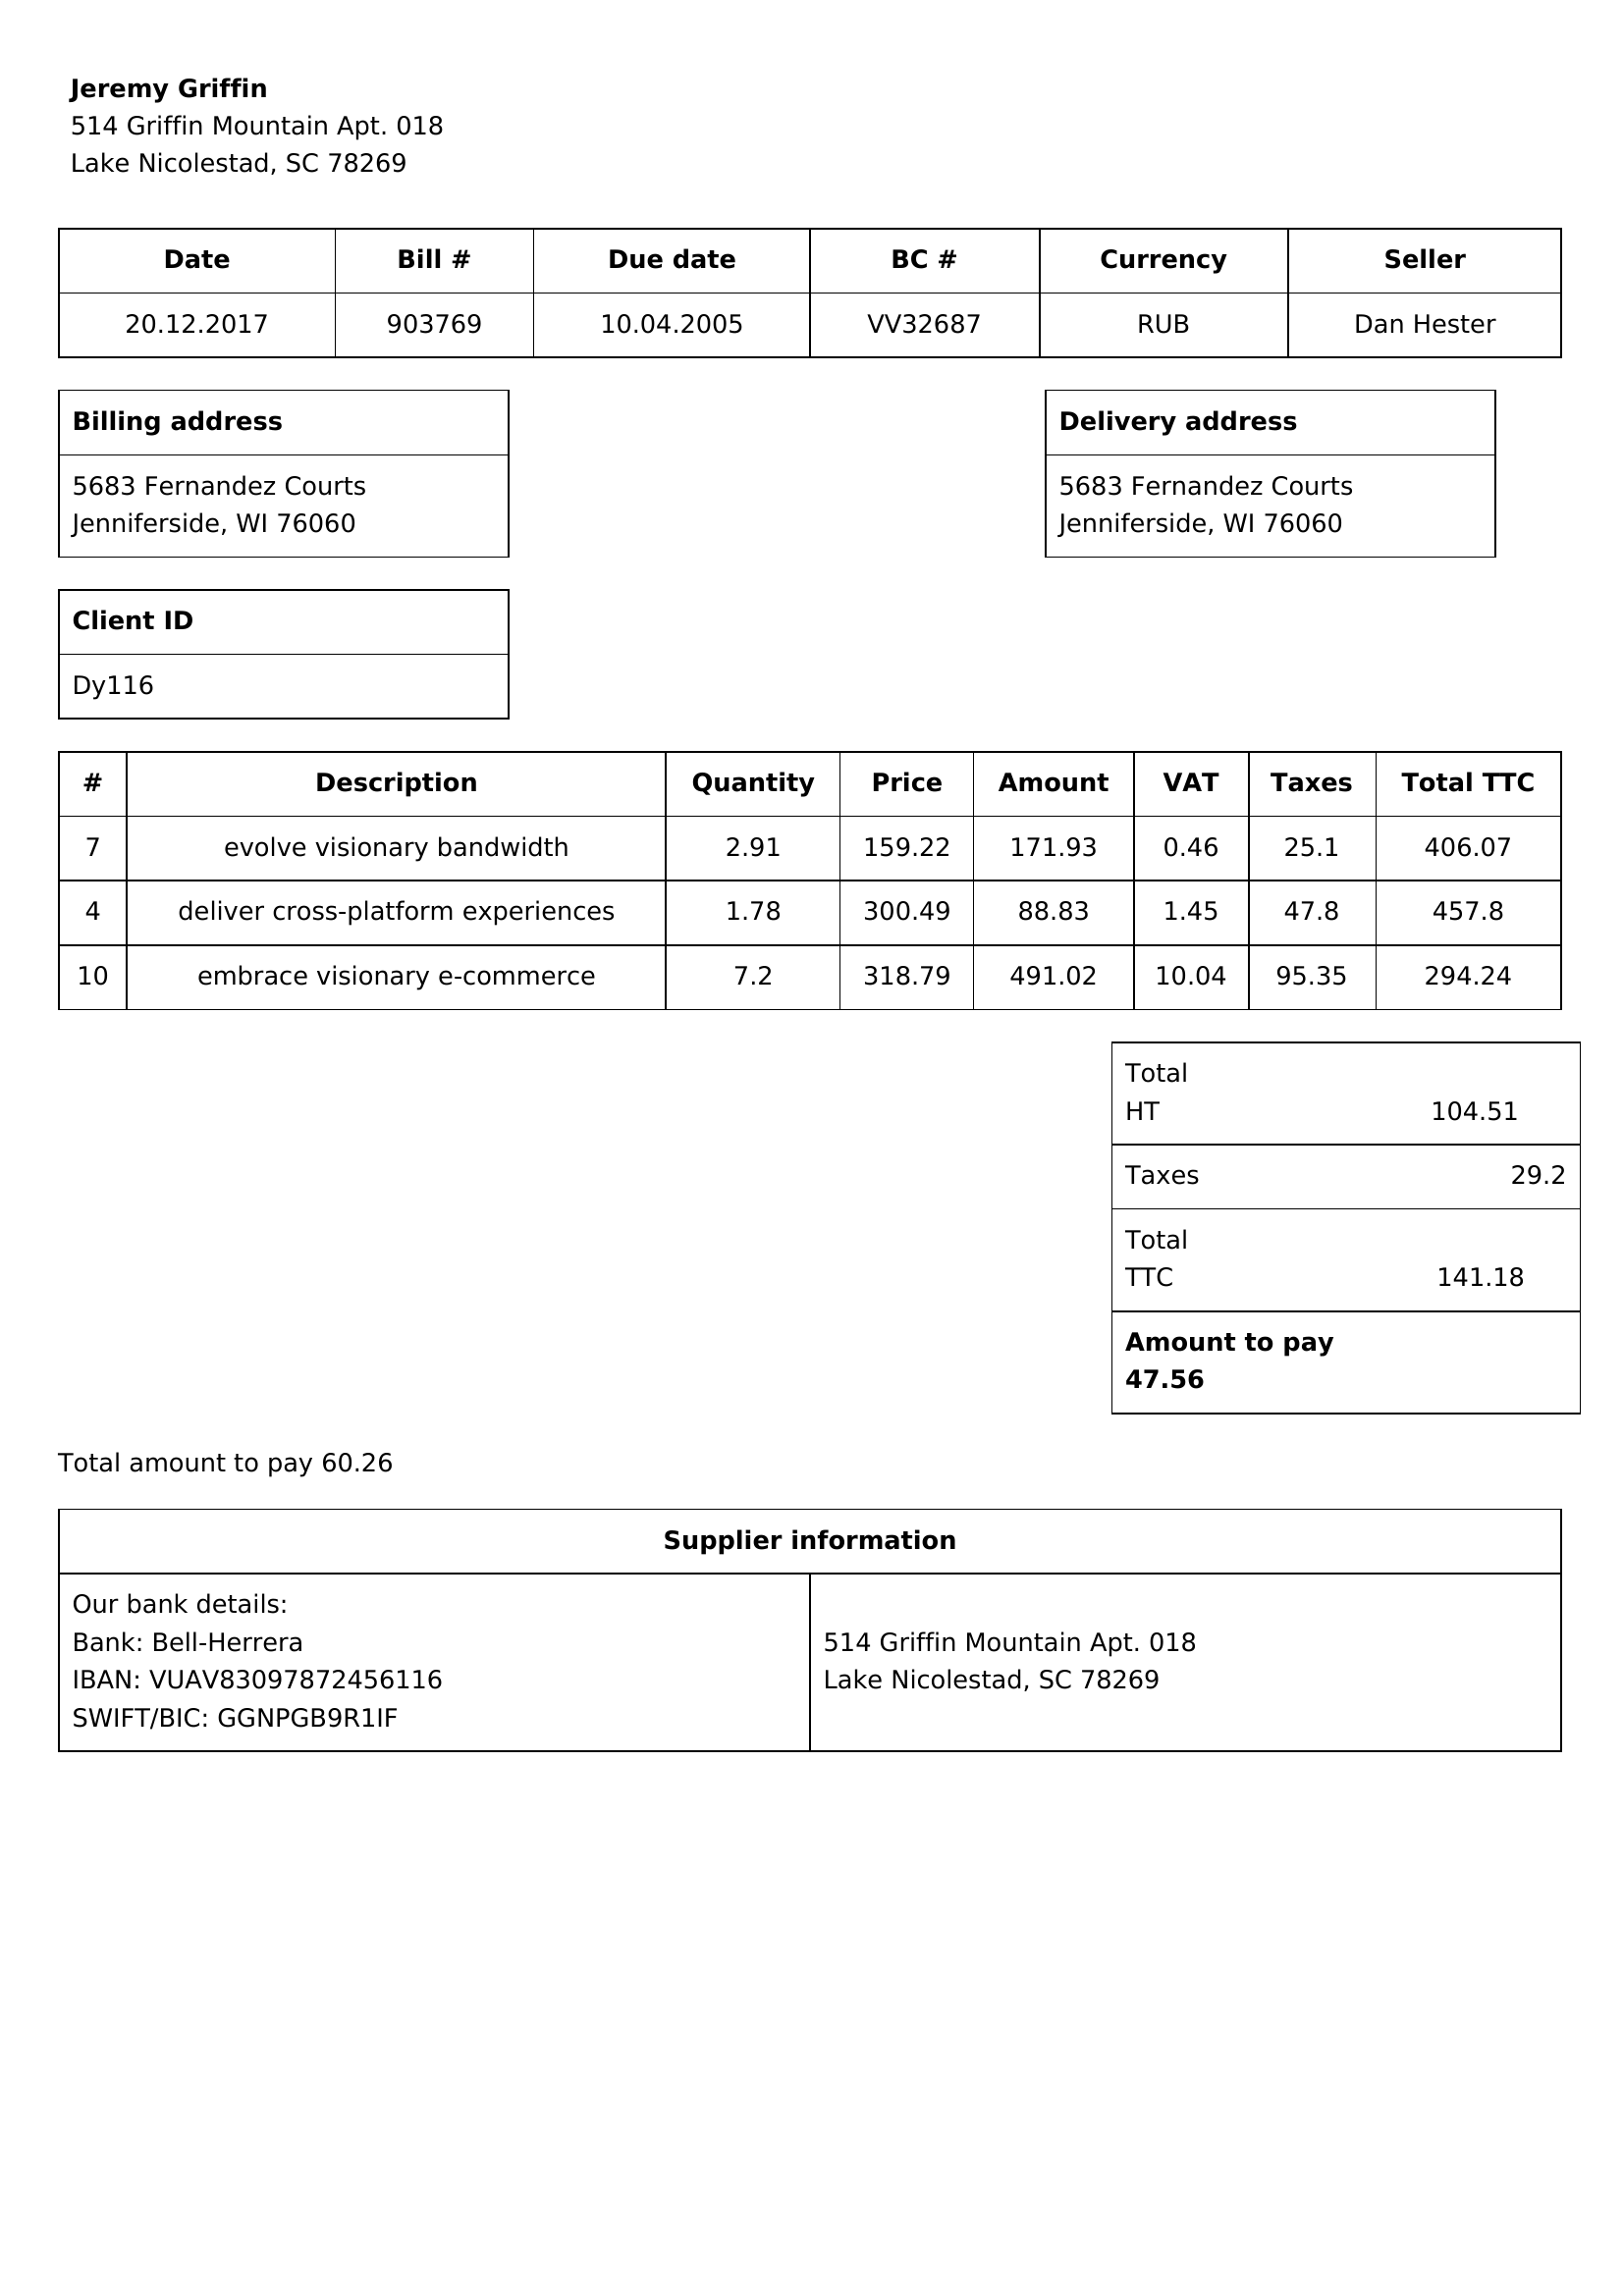 Jeremy Griffin
514 Griffin Mountain Apt. 018
Lake Nicolestad, SC 78269
Date Bill # Due date BC # Currency Seller
20.12.2017 903769 10.04.2005 VV32687 RUB Dan Hester
Billing address
5683 Fernandez Courts
Jenniferside, WI 76060
Delivery address
5683 Fernandez Courts
Jenniferside, WI 76060
Client ID
Dy116
# Description Quantity Price Amount VAT Taxes Total TTC
7 evolve visionary bandwidth 2.91 159.22 171.93 0.46 25.1 406.07
4 deliver cross-platform experiences 1.78 300.49 88.83 1.45 47.8 457.8
10 embrace visionary e-commerce 7.2 318.79 491.02 10.04 95.35 294.24
Total
HT 104.51
Taxes 29.2
Total
TTC 141.18
Amount to pay
47.56
Total amount to pay 60.26
Supplier information
Our bank details:
Bank: Bell-Herrera
IBAN: VUAV83097872456116
SWIFT/BIC: GGNPGB9R1IF
514 Griffin Mountain Apt. 018
Lake Nicolestad, SC 78269